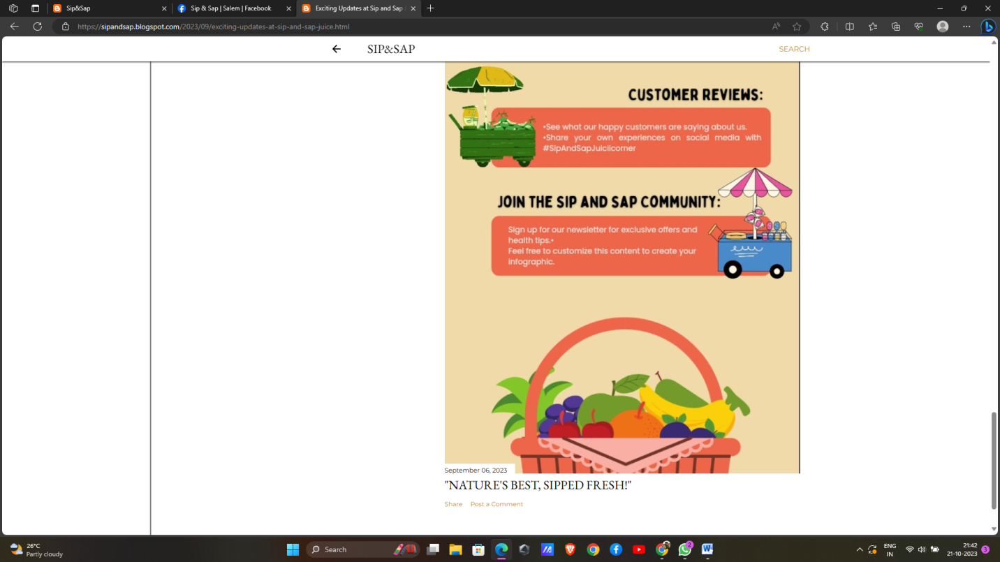 Sip&Sap
Sip & Sap | Salem | Facebook
Exciting Updates at Sip and Sap
https://sipandsap.blogspot.com/2023/09/exciting-updates-at-sip-and-sap-juice.html
SIP&SAP
SEARCH
CUSTOMER REVIEWS:
•See what our happy customers are saying about us.
•Share your own experiences on social media with
#SipAndSapJuiciicorner
JOIN THE SIP AND SAP COMMUNITY:
Sign up for our newsletter for exclusive offers and
health tips.•
Feel free to customize this content to create your
infographic.
September 06, 2023
"NATURE'S BEST, SIPPED FRESH!"
Share Post a Comment
26°C
Partly cloudy
Search
2
ENG
IN
21:42
21-10-2023
3